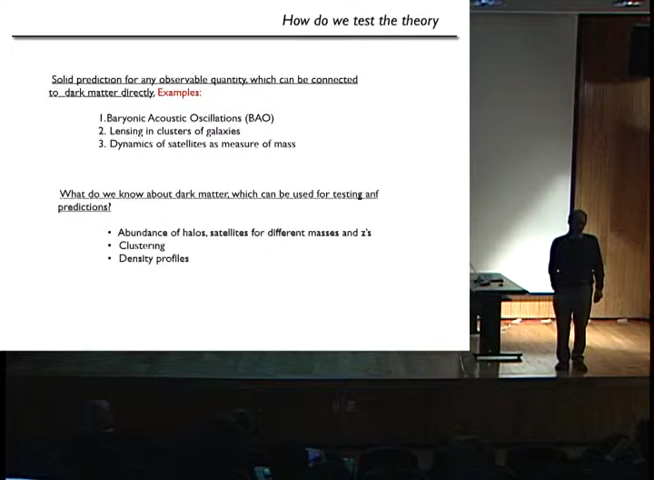 How do we test the theory
Solid prediction for any observable quantity, which can be connected
to dark matter directly, Examples:
1.Baryonic Acoustic Oscillations (BAO)
2. Lensing in clusters of galaxies
3. Dynamics of satellites as measure of mass
What do we know about dark matter, which can be used for testing anf
predictions?
• Abundance of halos, satellites for different masses and z's
• Clustering
• Density profiles